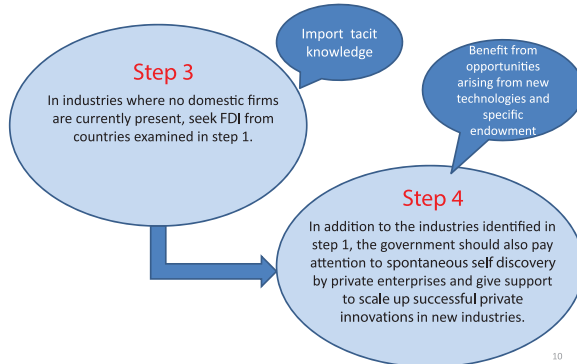 Import tacit
knowledge
Step 3
In industries where no domestic firms
are currently present, seek FDI from
countries examined in step 1.
Benefit from
opportunities
arising from new
technologies and
specific
endowment
Step 4
In addition to the industries identified in
step 1, the government should also pay
attention to spontaneous self discovery
by private enterprises and give support
to scale up successful private
innovations in new industries.
10